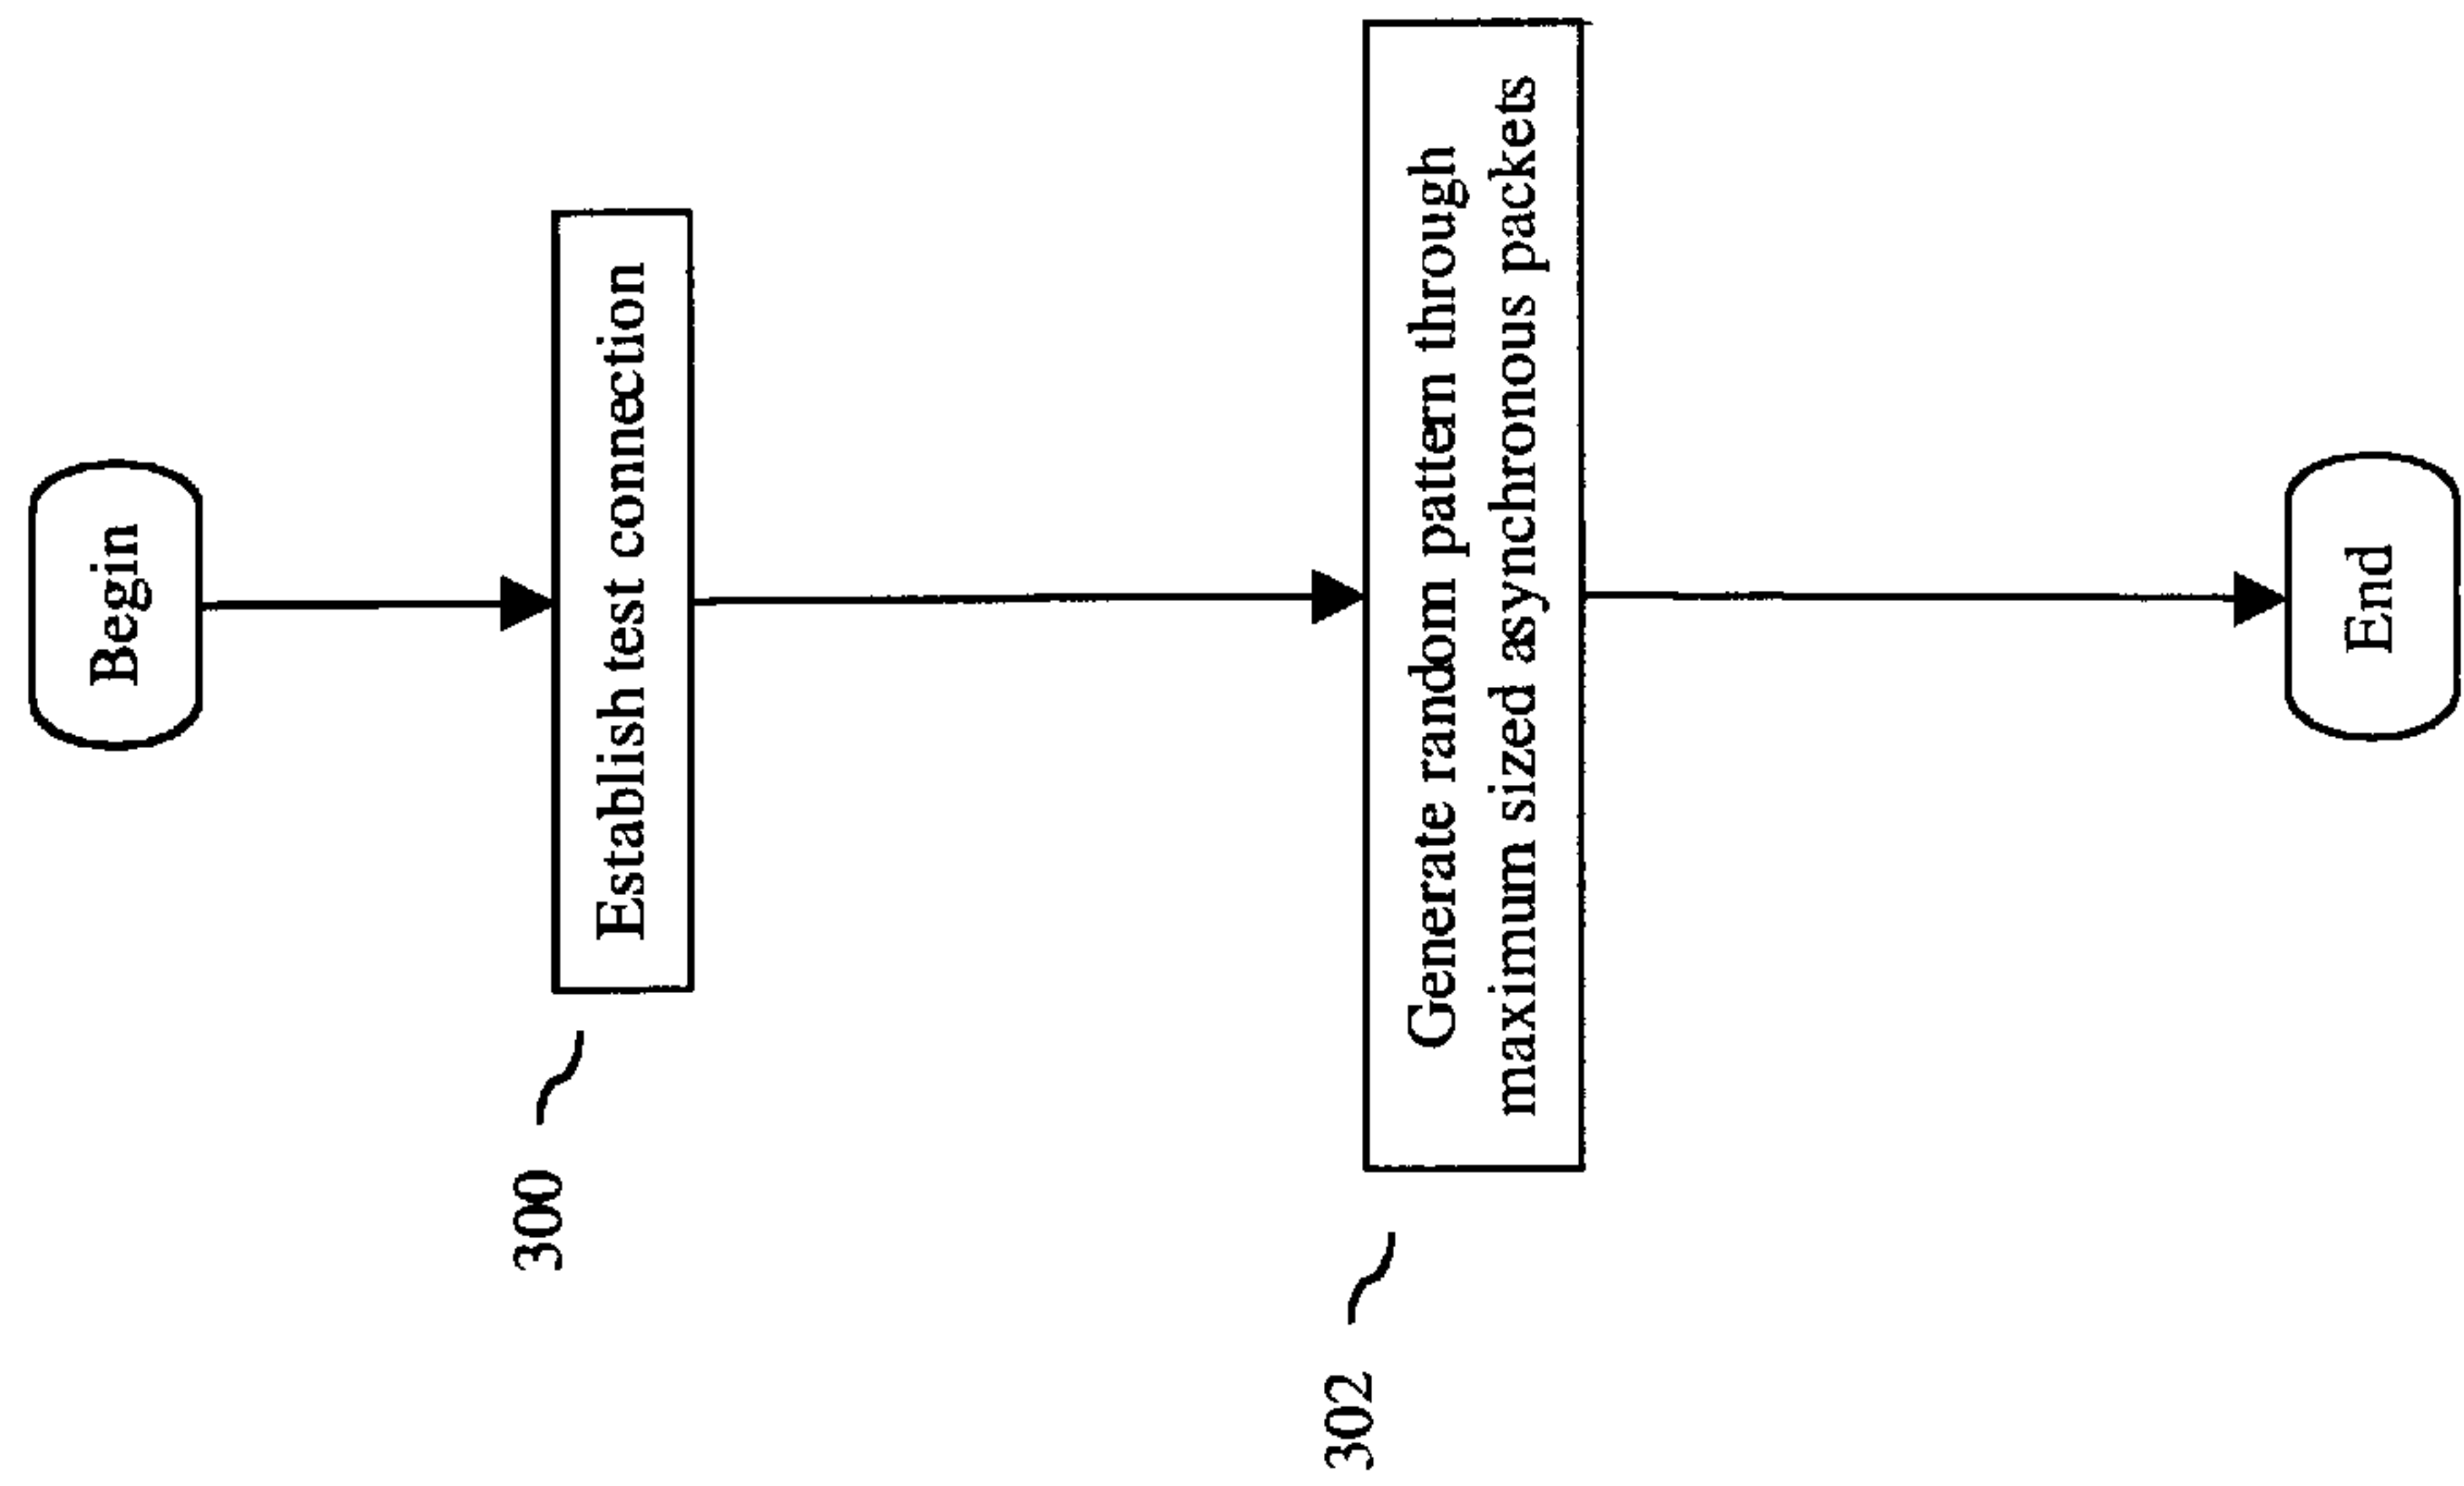 Begin
300
Establish test connection
302
Generate random pattern through
maximum sized asynchronous packets
End